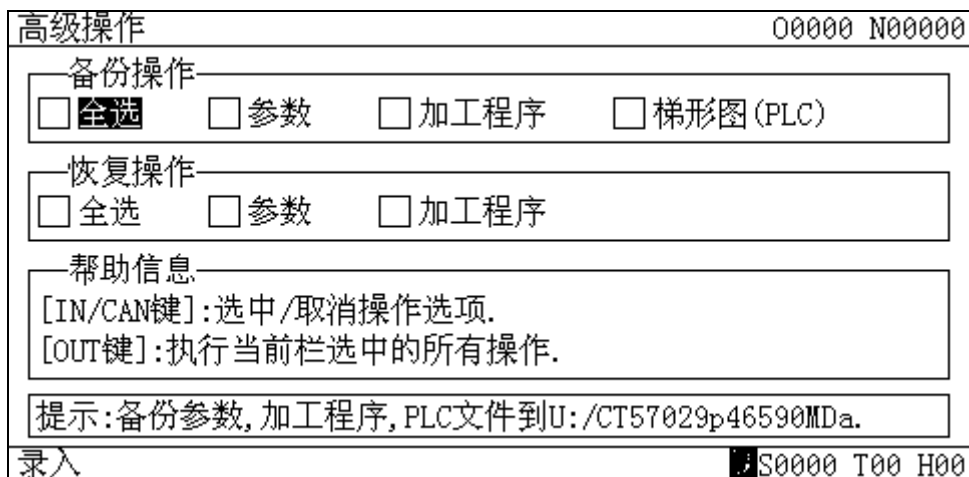 高级操作 O0000 N00000
备份操作
全选 参数 加工程序 梯形图(PLC)
恢复操作
全选 参数 加工程序
帮助信息
[IN/CAN键]:选中/取消操作选项.
[OUT键]:执行当前栏选中的所有操作.
提示:备份参数,加工程序,PLC文件到U:/CT57029p46590MDa.
录入 S0000 T00 H00